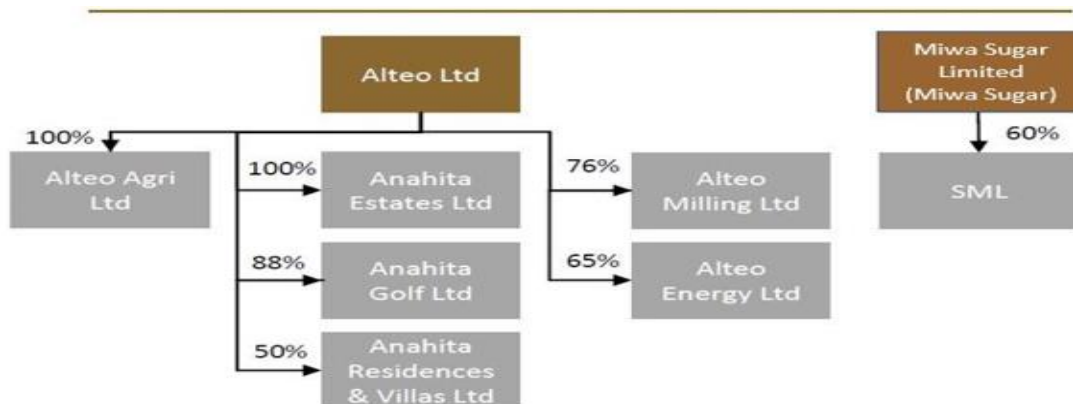 Alteo Ltd
Miwa Sugar
Limited
(Miwa Sugar)
100%
60%
Alteo Agri
Ltd
100%
Anahita
Estates Ltd
76%
Alteo
Milling Ltd
SML
88%
Anahita
Golf Ltd
65%
Alteo
Energy Ltd
50%
Anahita
Residences
& Villas Ltd